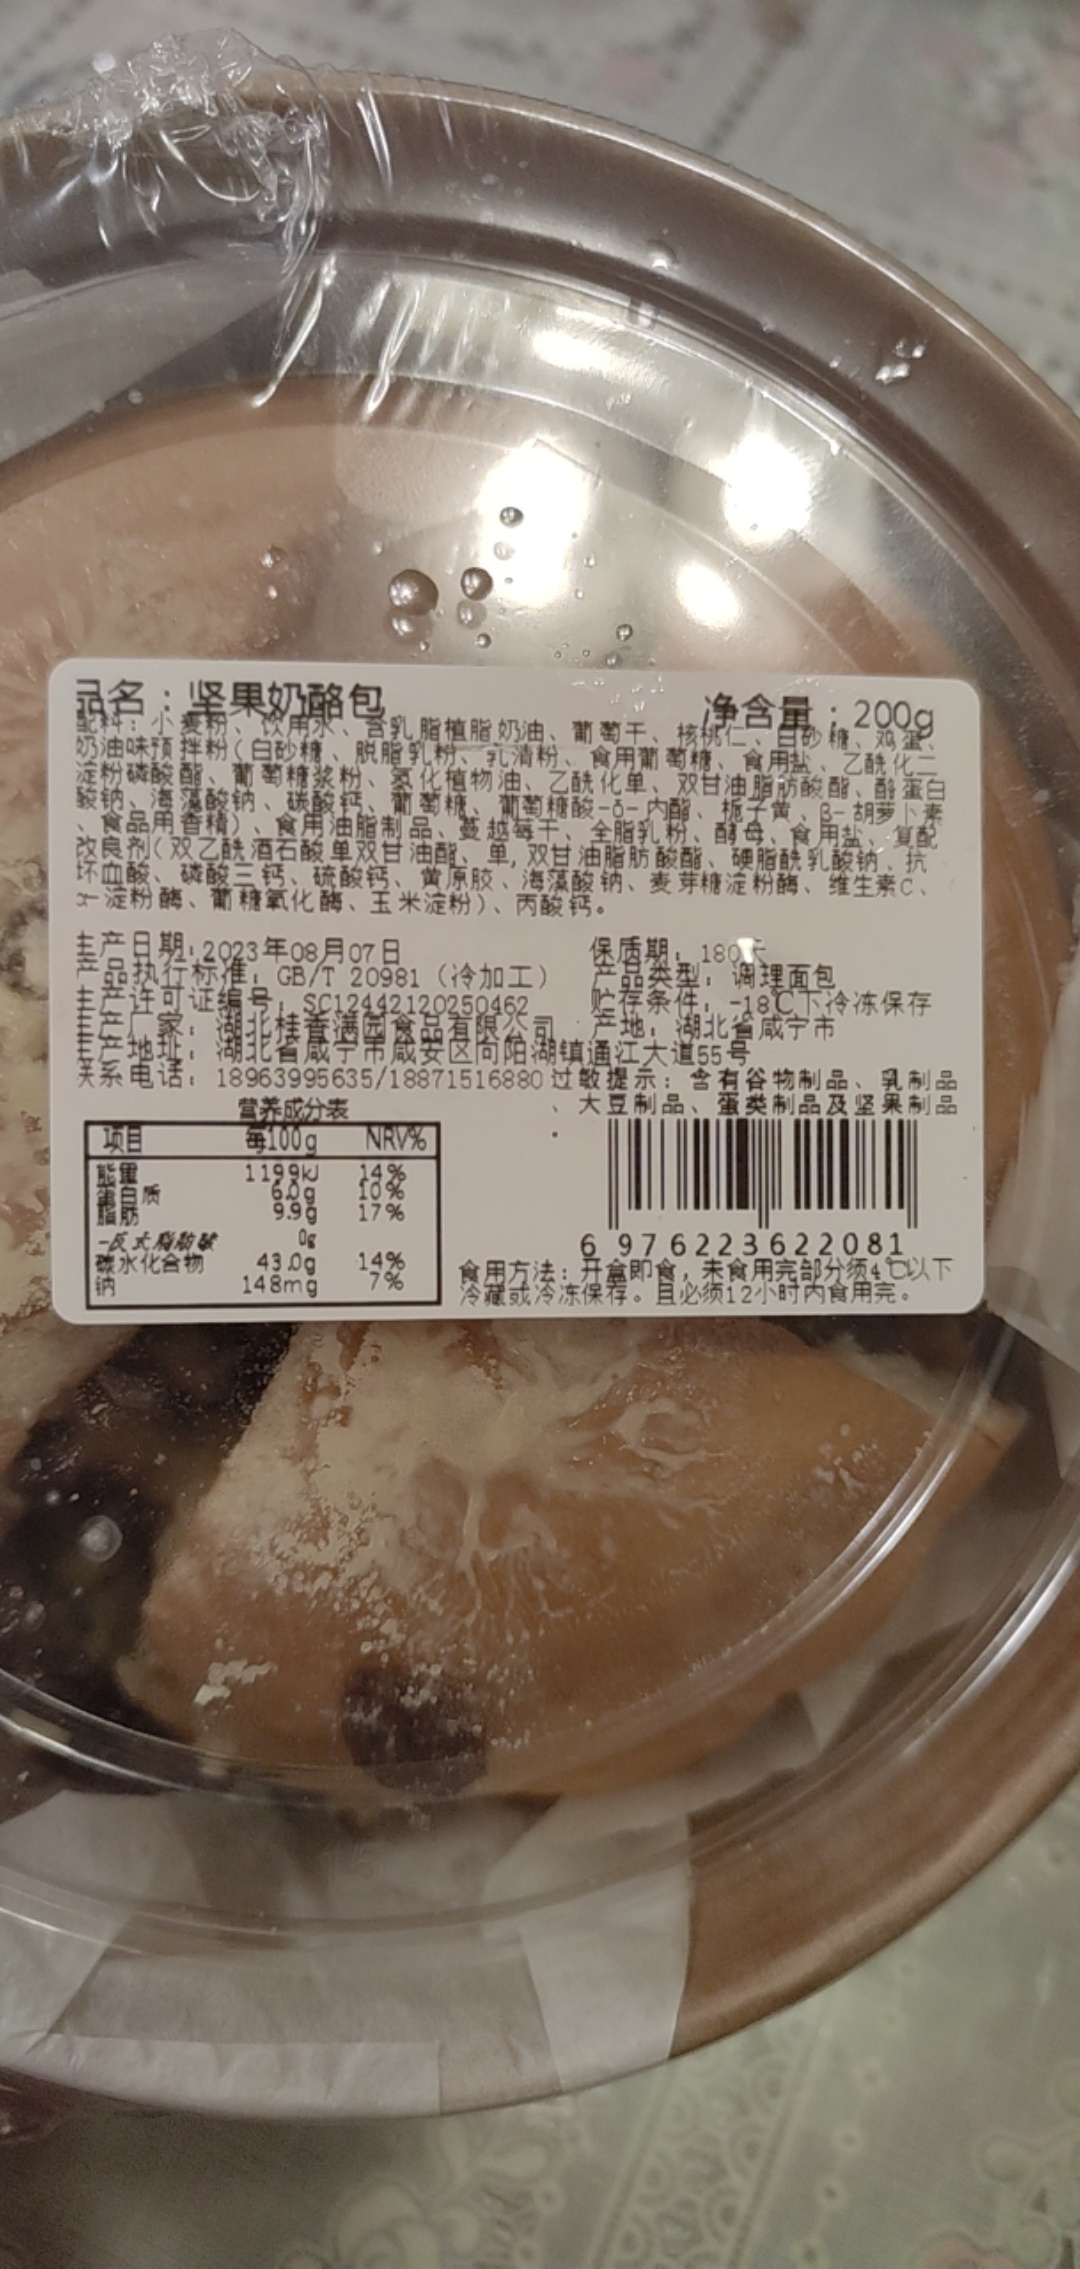 品名：坚果奶酪包 净含量：200g
配料：小麦粉、饮用水、含乳脂植脂奶油、葡萄干、核桃仁、白砂糖、鸡蛋、
奶油味预拌粉（白砂糖、脱脂乳粉、乳清粉、食用葡萄糖、食用盐、乙酰化二
淀粉磷酸酯、葡萄糖浆粉、氢化植物油、乙酰化单、双甘油脂肪酸酯、酪蛋白
酸钠、海藻酸钠、碳酸钙、葡萄糖、葡萄糖酸-δ-内酯、栀子黄、β-胡萝卜素
、食品用香精）、食用油脂制品、蔓越莓干、全脂乳粉、酵母、食用盐、复配
改良剂（双乙酰酒石酸单双甘油酯、单,双甘油脂肪酸酯、硬脂酰乳酸钠、抗
坏血酸、磷酸三钙、硫酸钙、黄原胶、海藻酸钠、麦芽糖淀粉酶、维生素C、
α-淀粉酶、葡糖氧化酶、玉米淀粉）、丙酸钙。
生产日期：2023年08月07日 保质期：180天
产品执行标准：GB/T 20981（冷加工） 产品类型：调理面包
生产许可证编号：SC12442120250462 贮存条件：-18℃下冷冻保存
生产厂家：湖北桂香满园食品有限公司 产地：湖北省咸宁市
生产地址：湖北省咸宁市咸安区向阳湖镇通江大道55号
联系电话：18963995635/18871516880 过敏提示：含有谷物制品、乳制品
、大豆制品、蛋类制品及坚果制品
。
营养成分表
项目 每100g NRV%
能量 1199kJ 14%
蛋白质 6.0g 10%
脂肪 9.9g 17%
-反式脂肪酸 0g
碳水化合物 43.0g 14%
钠 148mg 7%
6 976223 622081
食用方法：开盒即食，未食用完部分须4℃以下
冷藏或冷冻保存。且必须12小时内食用完。